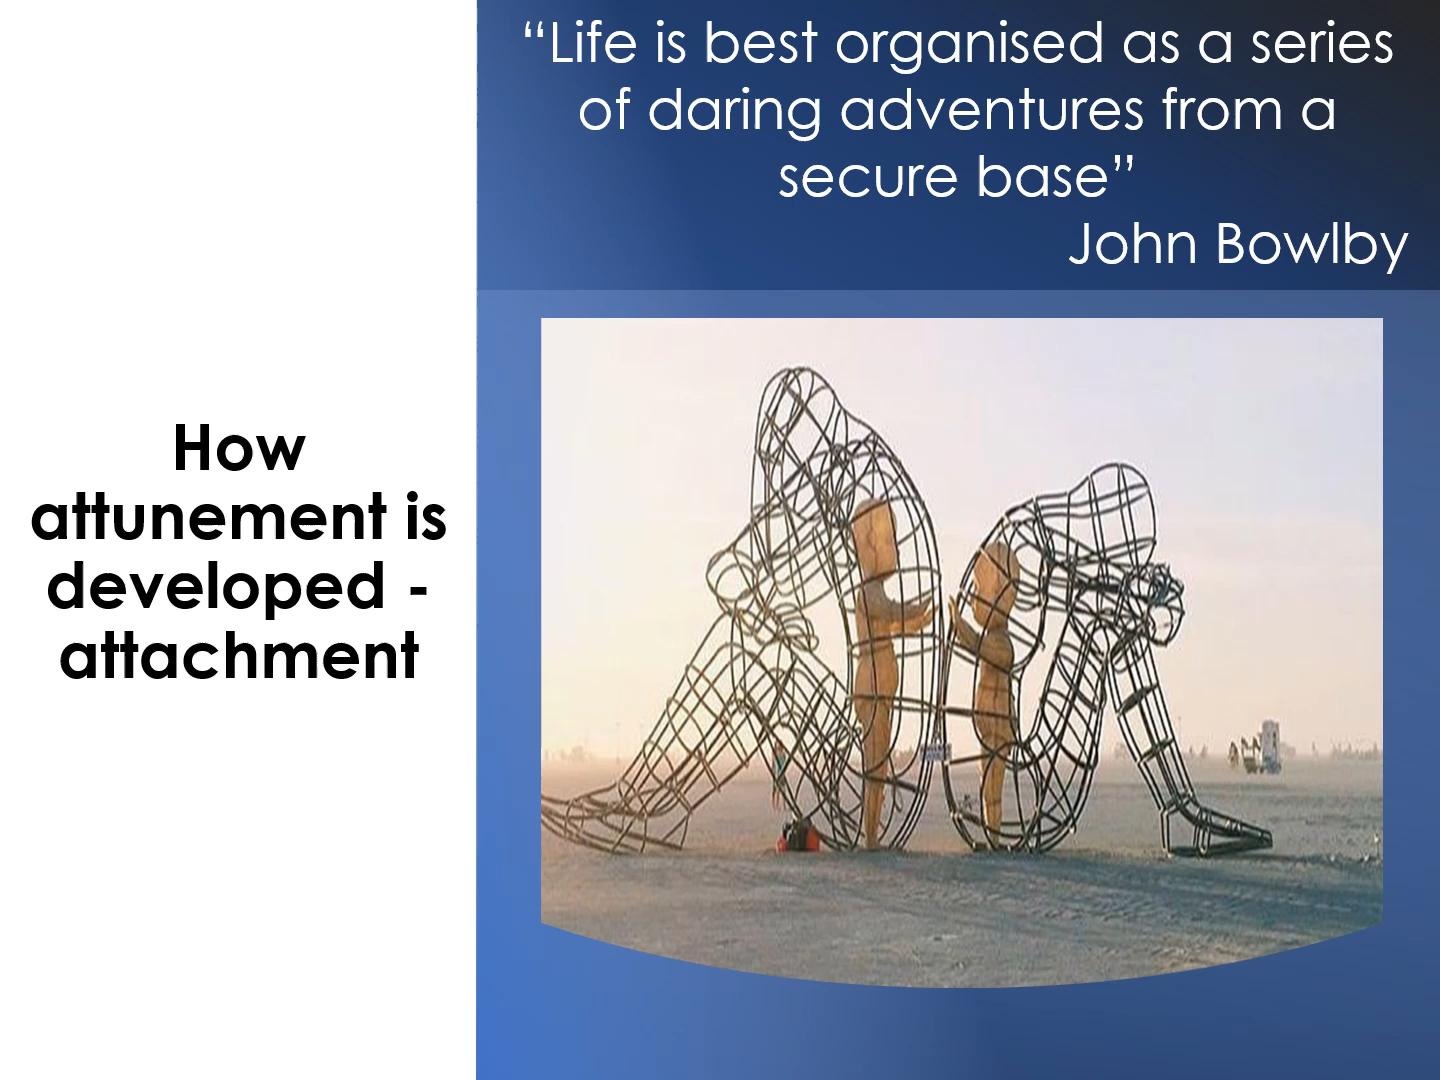 “Life is best organised as a series
of daring adventures from a
secure base”
John Bowlby
How
attunement is
developed -
attachment